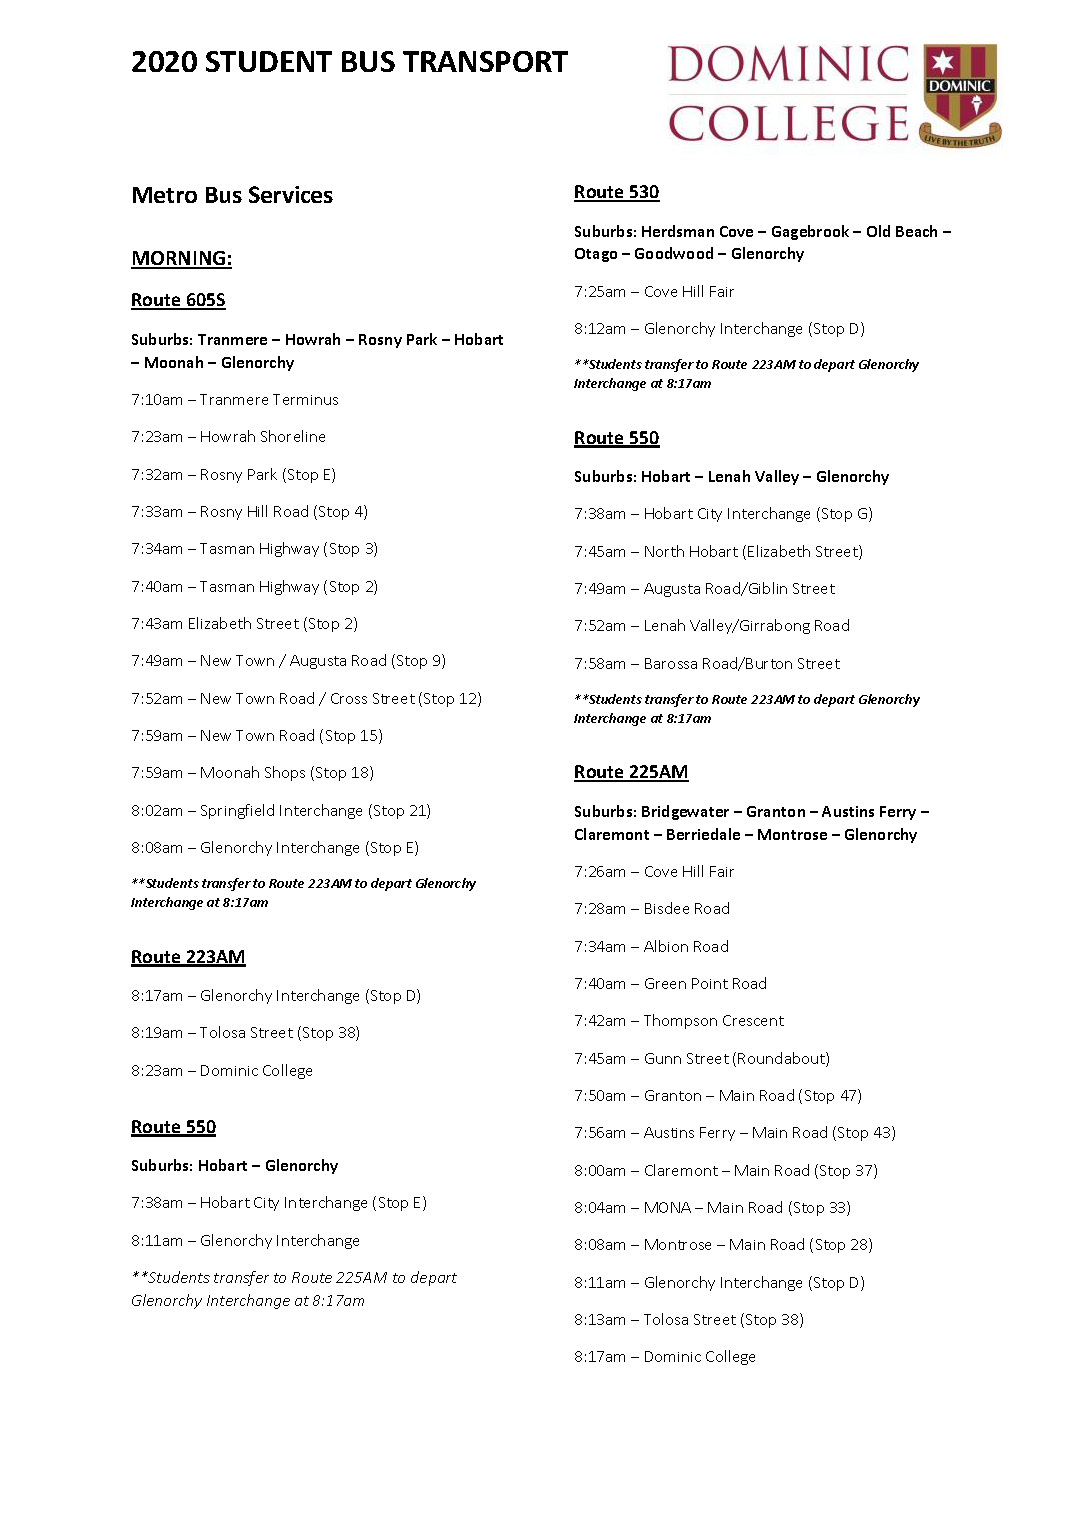 2020 STUDENT BUS TRANSPORT
DOMINIC
COLLEGE
DOMINIC
LIVE BY THE TRUTH
Metro Bus Services
MORNING:
Route 605S
Suburbs: Tranmere – Howrah – Rosny Park – Hobart
– Moonah – Glenorchy
7:10am – Tranmere Terminus
7:23am – Howrah Shoreline
7:32am – Rosny Park (Stop E)
7:33am – Rosny Hill Road (Stop 4)
7:34am – Tasman Highway (Stop 3)
7:40am – Tasman Highway (Stop 2)
7:43am Elizabeth Street (Stop 2)
7:49am – New Town / Augusta Road (Stop 9)
7:52am – New Town Road / Cross Street (Stop 12)
7:59am – New Town Road (Stop 15)
7:59am – Moonah Shops (Stop 18)
8:02am – Springfield Interchange (Stop 21)
8:08am – Glenorchy Interchange (Stop E)
**Students transfer to Route 223AM to depart Glenorchy
Interchange at 8:17am
Route 223AM
8:17am – Glenorchy Interchange (Stop D)
8:19am – Tolosa Street (Stop 38)
8:23am – Dominic College
Route 550
Suburbs: Hobart – Glenorchy
7:38am – Hobart City Interchange (Stop E)
8:11am – Glenorchy Interchange
**Students transfer to Route 225AM to depart
Glenorchy Interchange at 8:17am
Route 530
Suburbs: Herdsman Cove – Gagebrook – Old Beach –
Otago – Goodwood – Glenorchy
7:25am – Cove Hill Fair
8:12am – Glenorchy Interchange (Stop D)
**Students transfer to Route 223AM to depart Glenorchy
Interchange at 8:17am
Route 550
Suburbs: Hobart – Lenah Valley – Glenorchy
7:38am – Hobart City Interchange (Stop G)
7:45am – North Hobart (Elizabeth Street)
7:49am – Augusta Road/Giblin Street
7:52am – Lenah Valley/Girrabong Road
7:58am – Barossa Road/Burton Street
**Students transfer to Route 223AM to depart Glenorchy
Interchange at 8:17am
Route 225AM
Suburbs: Bridgewater – Granton – Austins Ferry –
Claremont – Berriedale – Montrose – Glenorchy
7:26am – Cove Hill Fair
7:28am – Bisdee Road
7:34am – Albion Road
7:40am – Green Point Road
7:42am – Thompson Crescent
7:45am – Gunn Street (Roundabout)
7:50am – Granton – Main Road (Stop 47)
7:56am – Austins Ferry – Main Road (Stop 43)
8:00am – Claremont – Main Road (Stop 37)
8:04am – MONA – Main Road (Stop 33)
8:08am – Montrose – Main Road (Stop 28)
8:11am – Glenorchy Interchange (Stop D)
8:13am – Tolosa Street (Stop 38)
8:17am – Dominic College